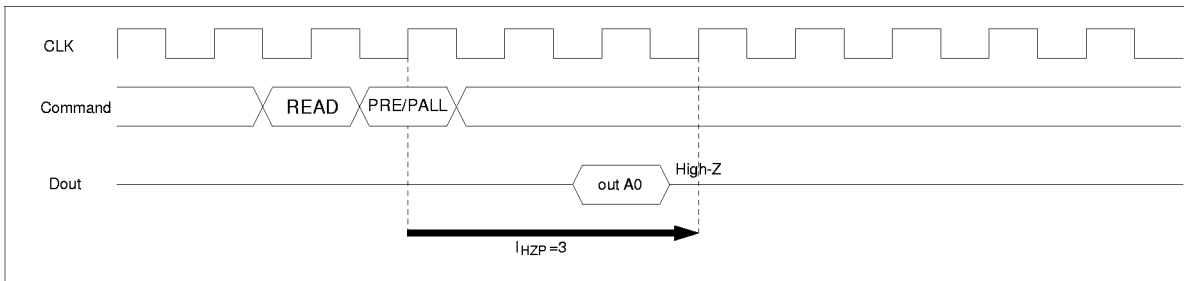 CLK
Command
READ
PRE/PALL
Dout
out A0
High-Z
lHZP=3